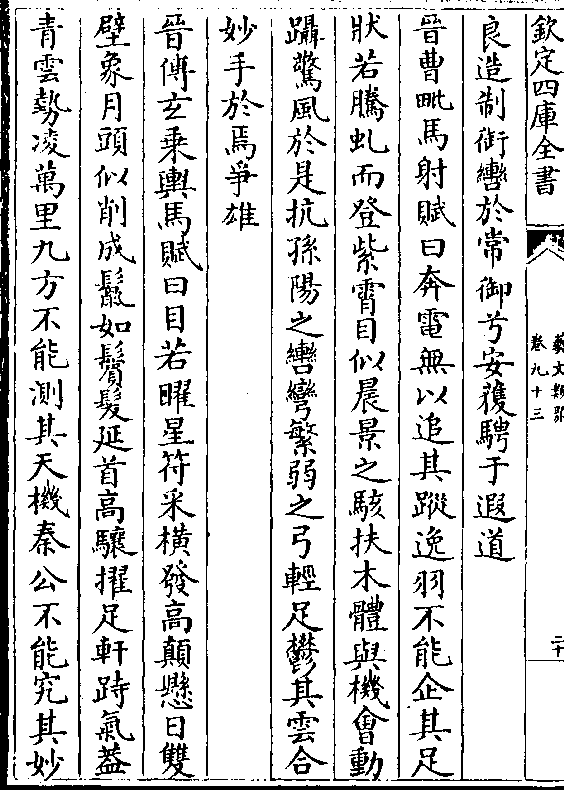 欽定四庫全書
藝文類聚
卷九十三
二十
良造制銜轡於常御兮安獲騁于遐道
晉曹毗馬射賦曰奔電無以追其蹤逸羽不能企其足
狀若騰虬而登紫霄目似晨景之駭扶木體與機會動
躡驚風於是抗孫陽之轡彎繁弱之弓輕足鬱其雲合
妙手於焉爭雄
晉傅玄乘輿馬賦曰目若曜星符采橫發高顛懸日雙
壁象月頭似削成鬛如鬢髮延首高驤擢足軒跱氣葢
青雲勢凌萬里九方不能測其天機秦公不能究其妙